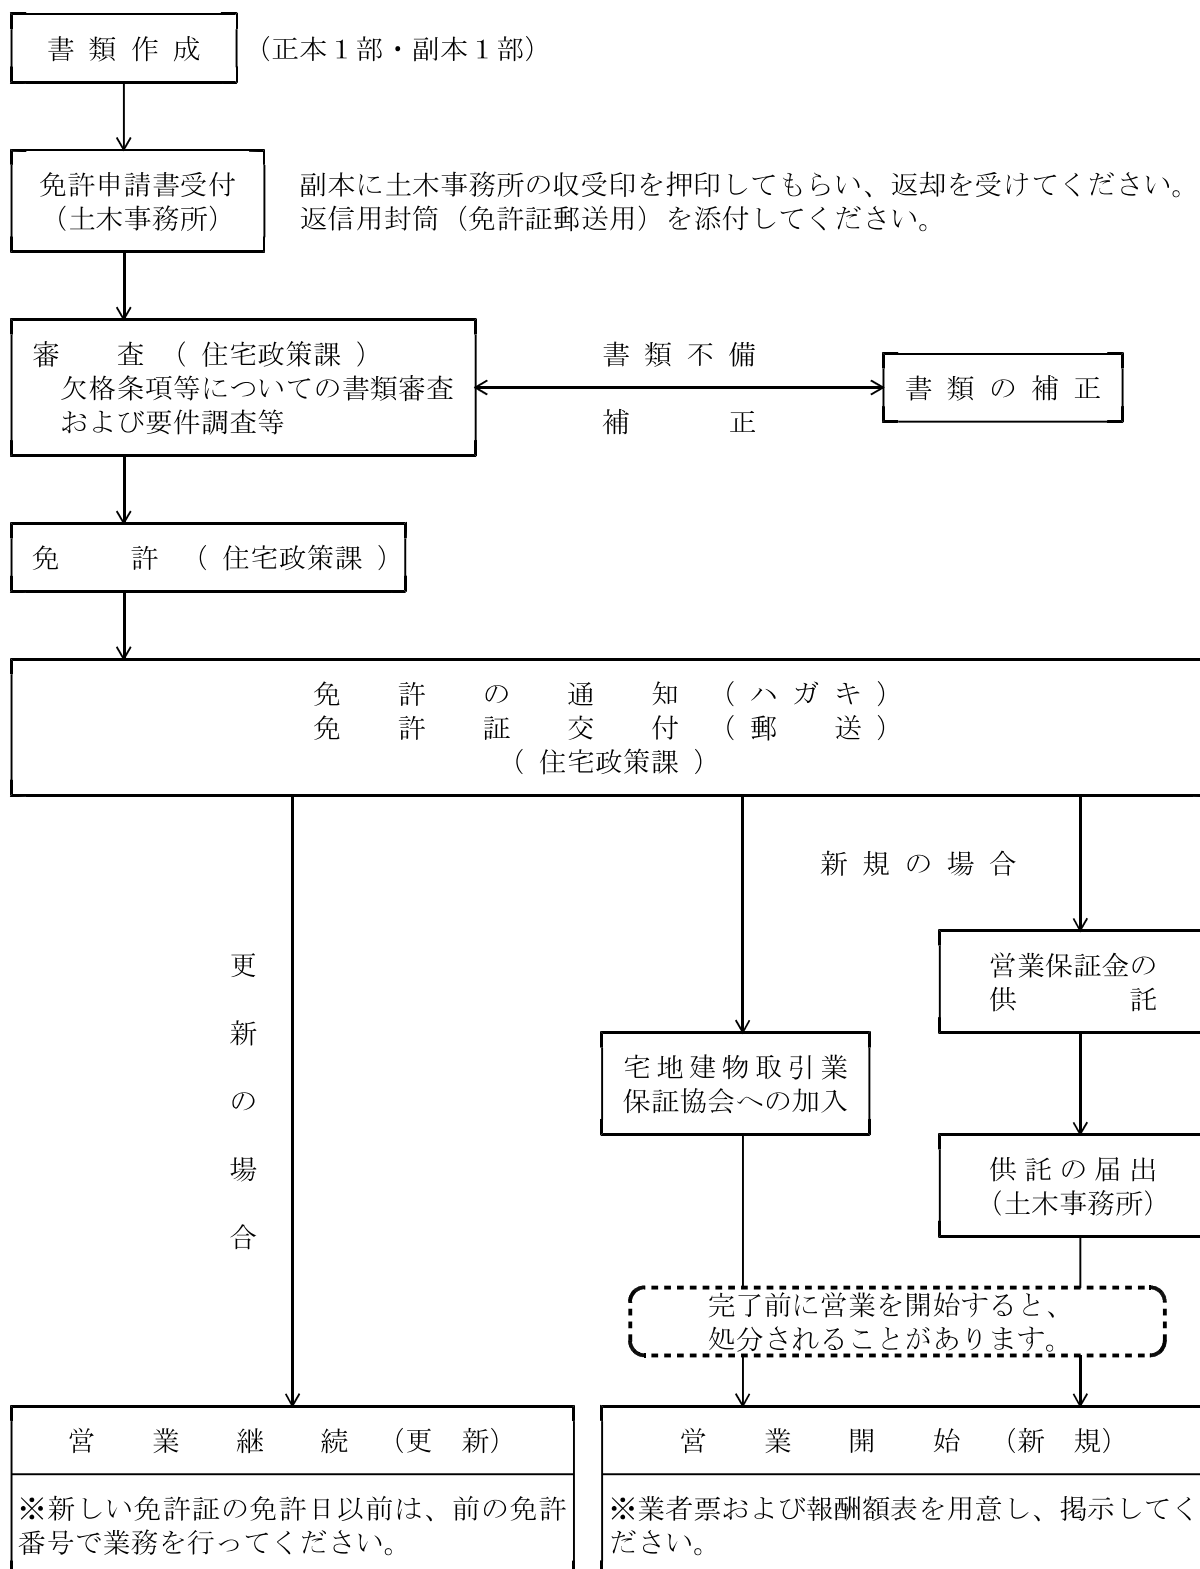 書類作成 （正本１部・副本１部）
免許申請書受付
（土木事務所）
副本に土木事務所の収受印を押印してもらい、返却を受けてください。
返信用封筒（免許証郵送用）を添付してください。
審　　査　（住宅政策課）
欠格条項等についての書類審査
および要件調査等
書類不備
補　　　正
書類の補正
免　　許　（住宅政策課）
免　許　の　通　知　（ハガキ）
免　許　証　交　付　（郵　送）
（住宅政策課）
新規の場合
更新の場合
営業保証金の
供　　　　託
宅地建物取引業
保証協会への加入
供託の届出
（土木事務所）
完了前に営業を開始すると、
処分されることがあります。
営　業　継　続　（更　新）
※新しい免許証の免許日以前は、前の免許
番号で業務を行ってください。
営　業　開　始　（新　規）
※業者票および報酬額表を用意し、掲示してく
ださい。